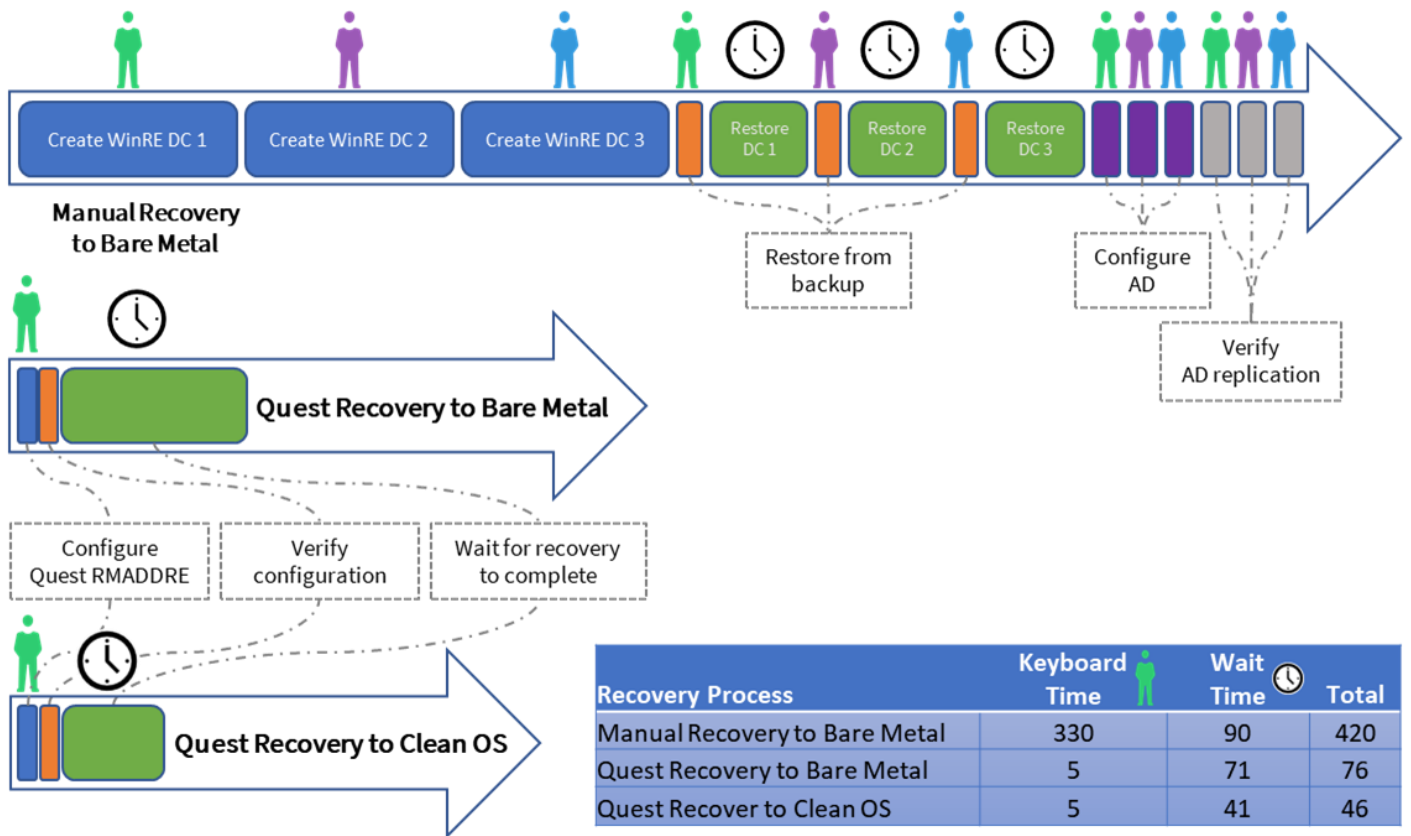 Create WinRE DC 1
Create WinRE DC 2
Create WinRE DC 3
Restore
DC 1
Restore
DC 2
Restore
DC 3
Manual Recovery
to Bare Metal
Restore from
backup
Configure
AD
Verify
AD replication
Quest Recovery to Bare Metal
Configure
Quest RMADDRE
Verify
configuration
Wait for recovery
to complete
Quest Recovery to Clean OS
Recovery Process Keyboard Time Wait Time Total
Manual Recovery to Bare Metal 330 90 420
Quest Recovery to Bare Metal 5 71 76
Quest Recover to Clean OS 5 41 46